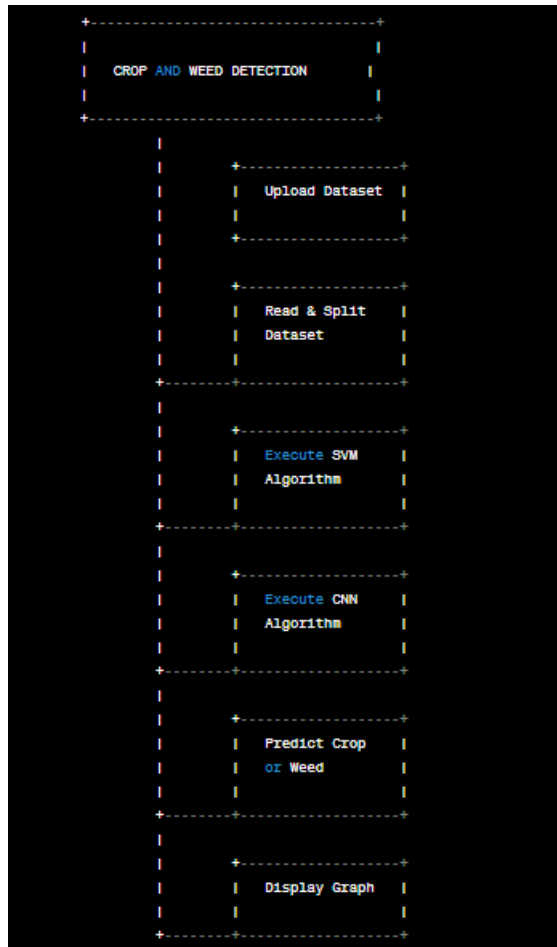 CROP AND WEED DETECTION
Upload Dataset
Read & Split
Dataset
Execute SVM
Algorithm
Execute CNN
Algorithm
Predict Crop
or Weed
Display Graph